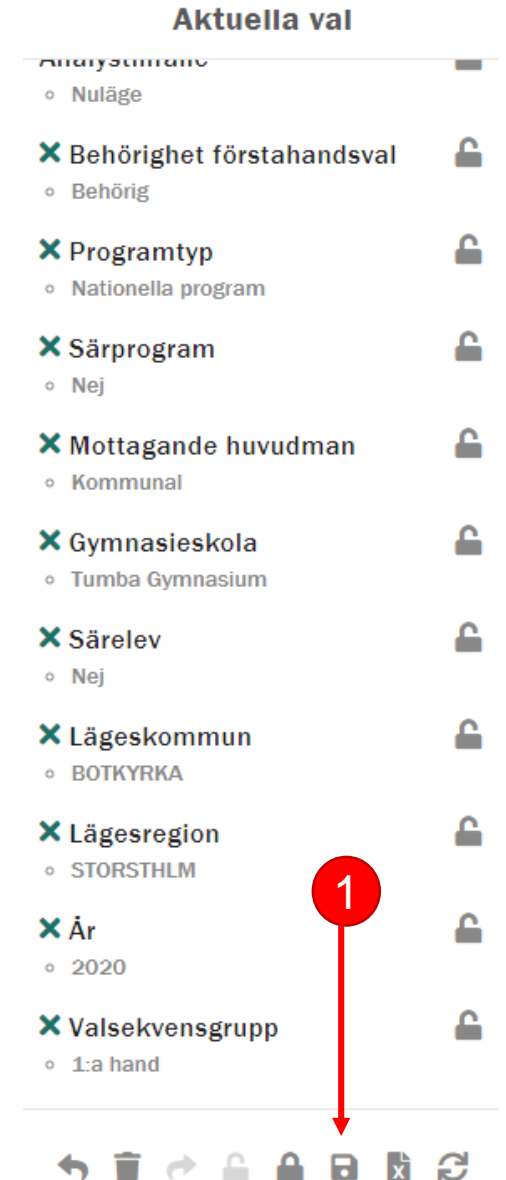 Aktuella val
Analystillfälle
Nuläge
Behörighet förstahandsval
Behörig
Programtyp
Nationella program
Särprogram
Nej
Mottagande huvudman
Kommunal
Gymnasieskola
Tumba Gymnasium
Särelev
Nej
Lägeskommun
BOTKYRKA
Lägesregion
STORSTHLM
1
År
2020
Valsekvensgrupp
1:a hand
X